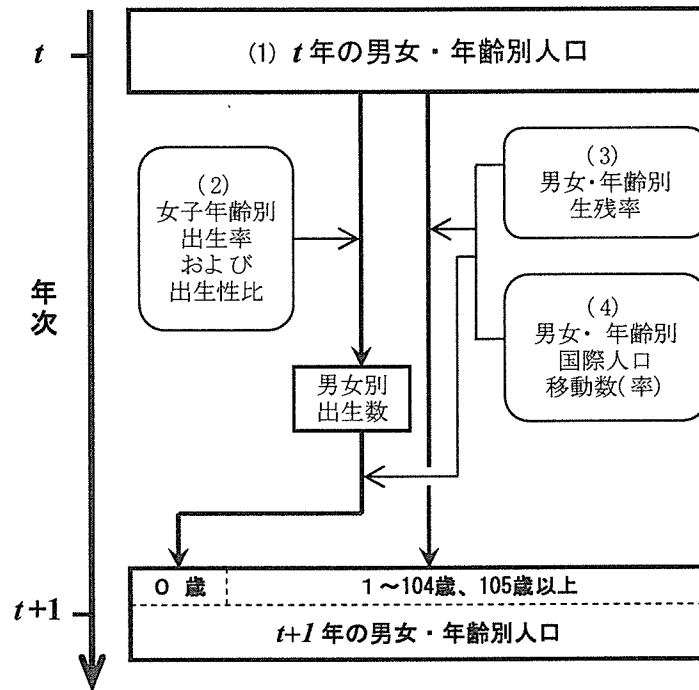 t
(1) t年の男女・年齢別人口
(2)
女子年齢別
出生率
および
出生性比
(3)
男女・年齢別
生残率
年次
(4)
男女・ 年齢別
国際人口
移動数(率)
男女別
出生数
0 歳
1～104歳、105歳以上
t+1
t+1年の男女・年齢別人口